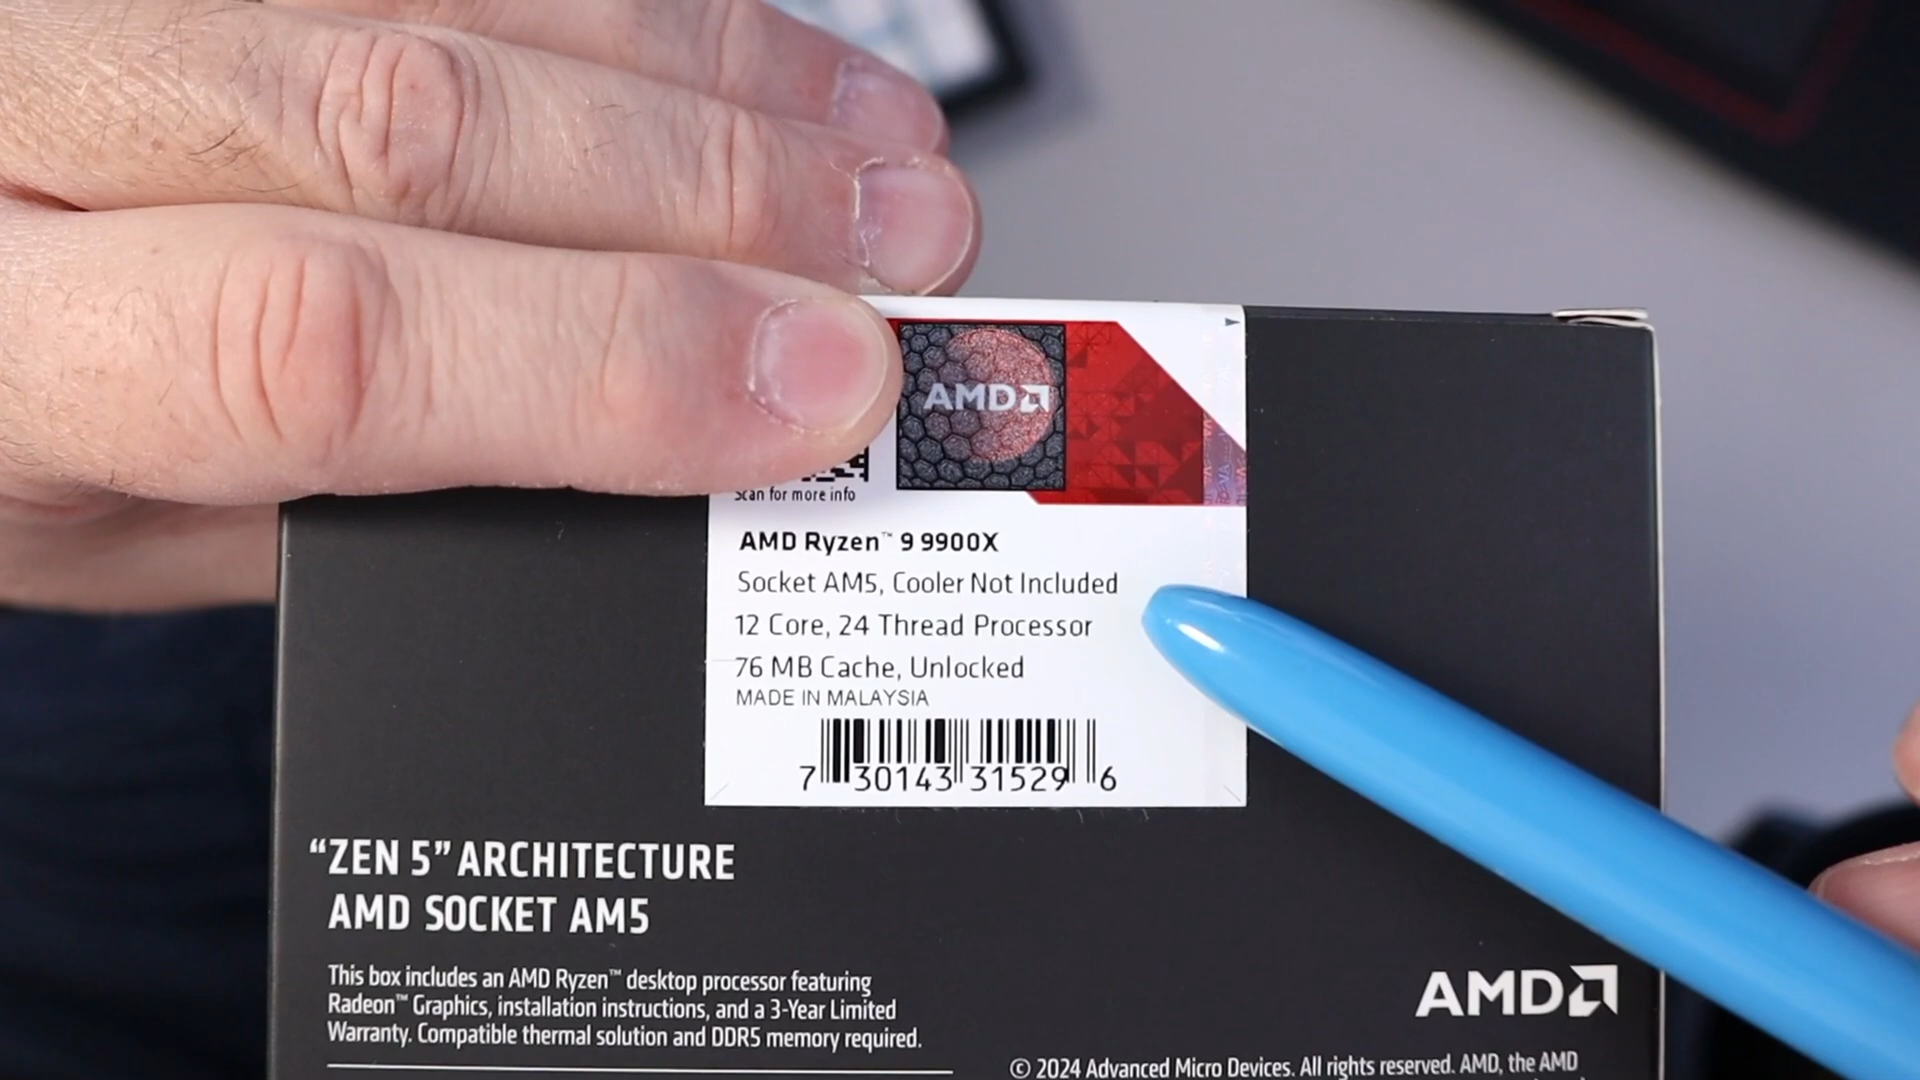 AMD
Scan for more info
AMD Ryzen™ 9 9900X
Socket AM5, Cooler Not Included
12 Core, 24 Thread Processor
76 MB Cache, Unlocked
MADE IN MALAYSIA
7 30143 31529 6
“ZEN 5” ARCHITECTURE
AMD SOCKET AM5
This box includes an AMD Ryzen™ desktop processor featuring
Radeon™ Graphics, installation instructions, and a 3-Year Limited
Warranty. Compatible thermal solution and DDR5 memory required.
AMD
© 2024 Advanced Micro Devices. All rights reserved. AMD, the AMD